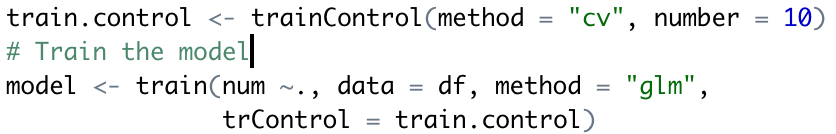 train.control <- trainControl(method = "cv", number = 10)
# Train the model
model <- train(num ~., data = df, method = "glm",
trControl = train.control)